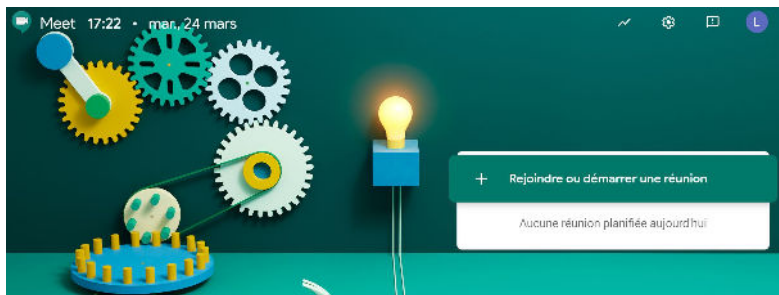 Meet 17:22 • mar., 24 mars
L
+ Rejoindre ou démarrer une réunion
Aucune réunion planifiée aujourd'hui